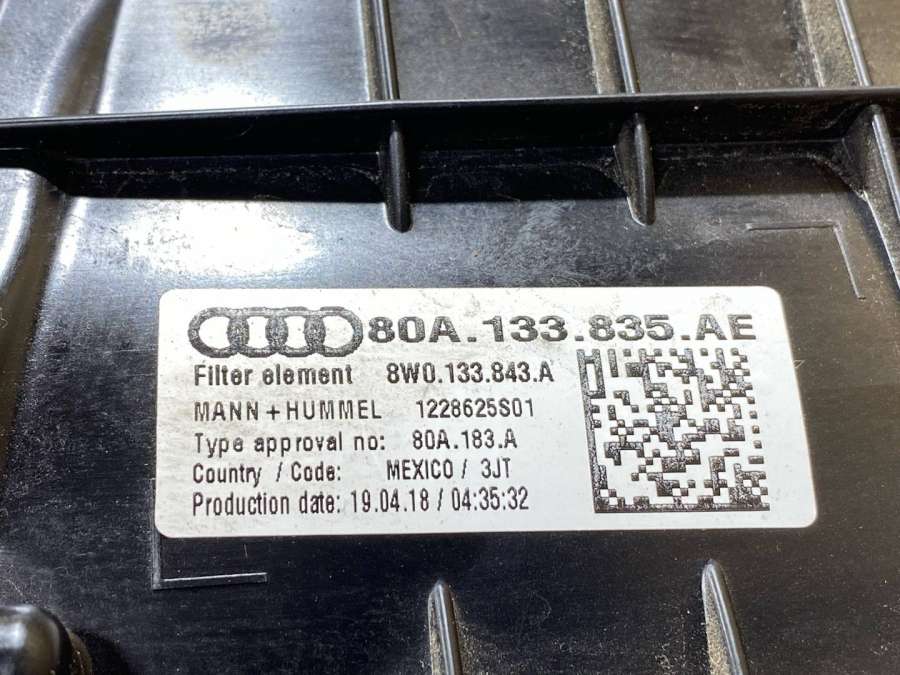 80A.133.835.AE
Filter element 8W0.133.843.A
MANN+HUMMEL 1228625S01
Type approval no: 80A.183.A
Country / Code: MEXICO / 3JT
Production date: 19.04.18 / 04:35:32